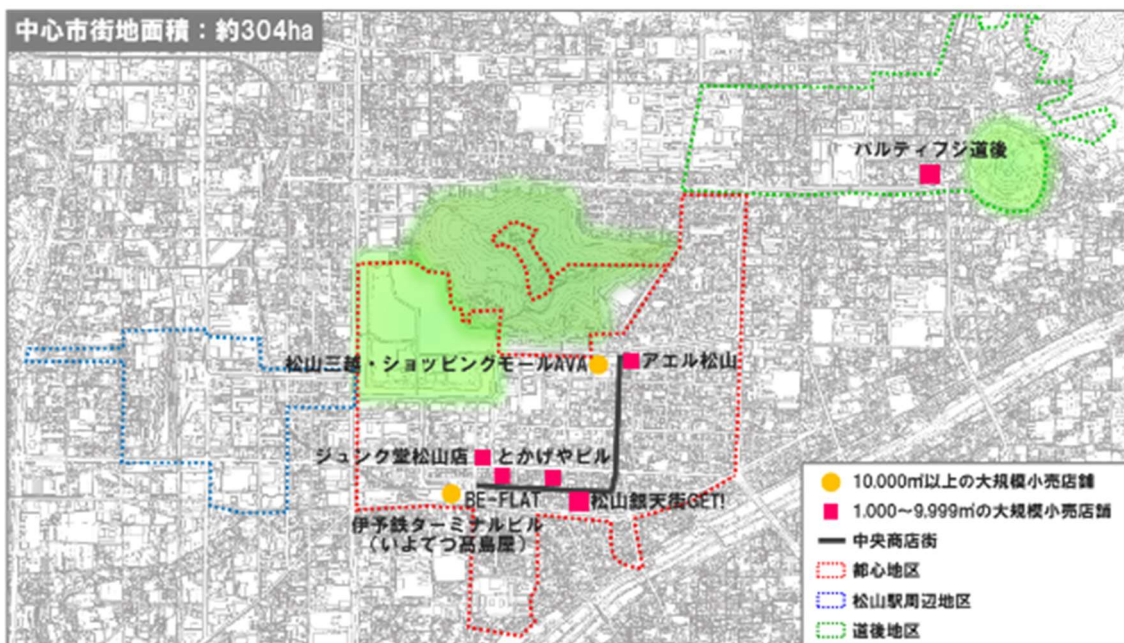 中心市街地面積：約304ha
パルティフジ道後
松山三越・ショッピングモールAVA
アエル松山
ジュンク堂松山店
とかげやビル
BE-FLAT
松山銀天街GET!
伊予鉄ターミナルビル
（いよてつ髙島屋）
10.000㎡以上の大規模小売店舗
1.000～9,999㎡の大規模小売店舗
中央商店街
都心地区
松山駅周辺地区
道後地区